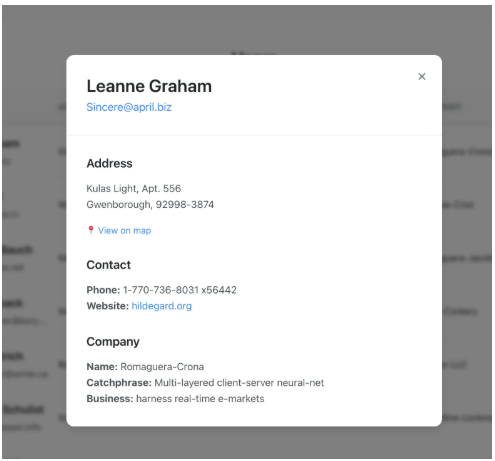 Leanne Graham
×
Sincere@april.biz
Address
Kulas Light, Apt. 556
Gwenborough, 92998-3874
View on map
Contact
Phone: 1-770-736-8031 x56442
Website: hildegard.org
Company
Name: Romaguera-Crona
Catchphrase: Multi-layered client-server neural-net
Business: harness real-time e-markets